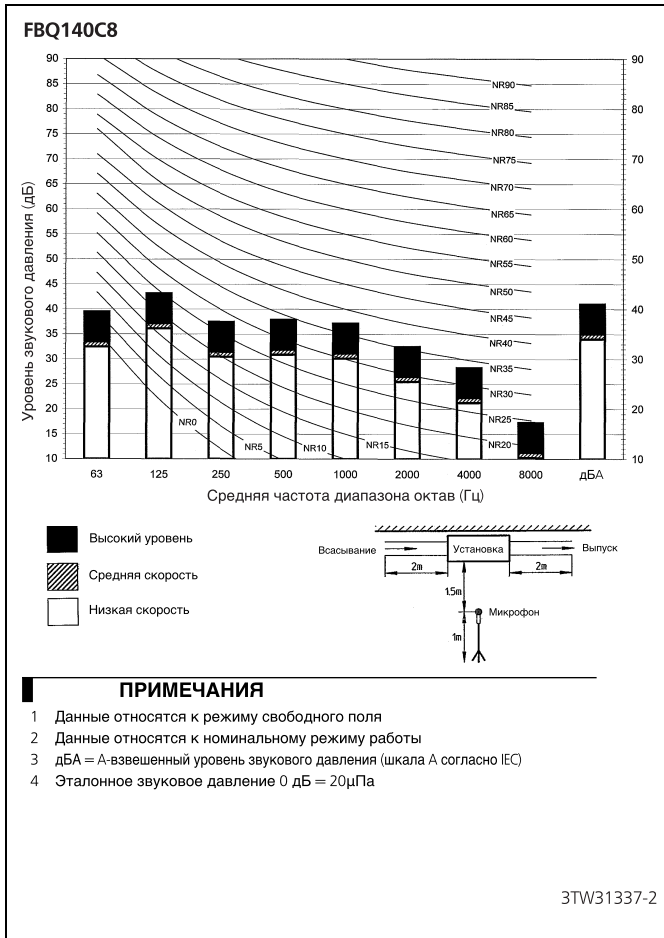 FBQ140C8
90
85
80
75
70
65
60
55
50
45
40
35
30
25
20
15
10
90
80
70
60
50
40
30
20
10
Уровень звукового давления (дБ)
NR90
NR85
NR80
NR75
NR70
NR65
NR60
NR55
NR50
NR45
NR40
NR35
NR30
NR25
NR20
NR0
NR5
NR10
NR15
63 125 250 500 1000 2000 4000 8000 дБА
Средняя частота диапазона октав (Гц)
Высокий уровень
Средняя скорость
Низкая скорость
Всасывание
Установка
Выпуск
2m
2m
1.5m
Микрофон
1m
ПРИМЕЧАНИЯ
1 Данные относятся к режиму свободного поля
2 Данные относятся к номинальному режиму работы
3 дБА = А-взвешенный уровень звукового давления (шкала А согласно IEC)
4 Эталонное звуковое давление 0 дБ = 20µПа
3TW31337-2